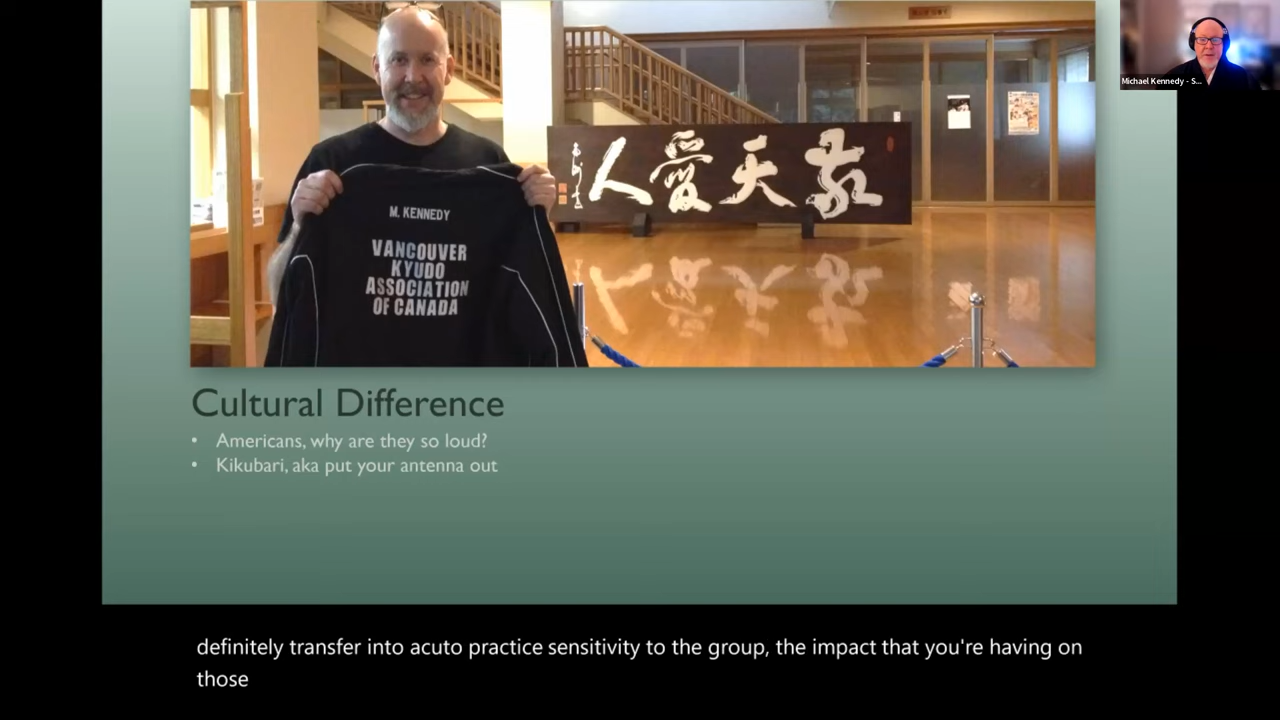 Michael Kennedy - S...
敬天愛人
M. KENNEDY
VANCOUVER
KYUDO
ASSOCIATION
OF CANADA
Cultural Difference
• Americans, why are they so loud?
• Kikubari, aka put your antenna out
definitely transfer into acuto practice sensitivity to the group, the impact that you're having on
those